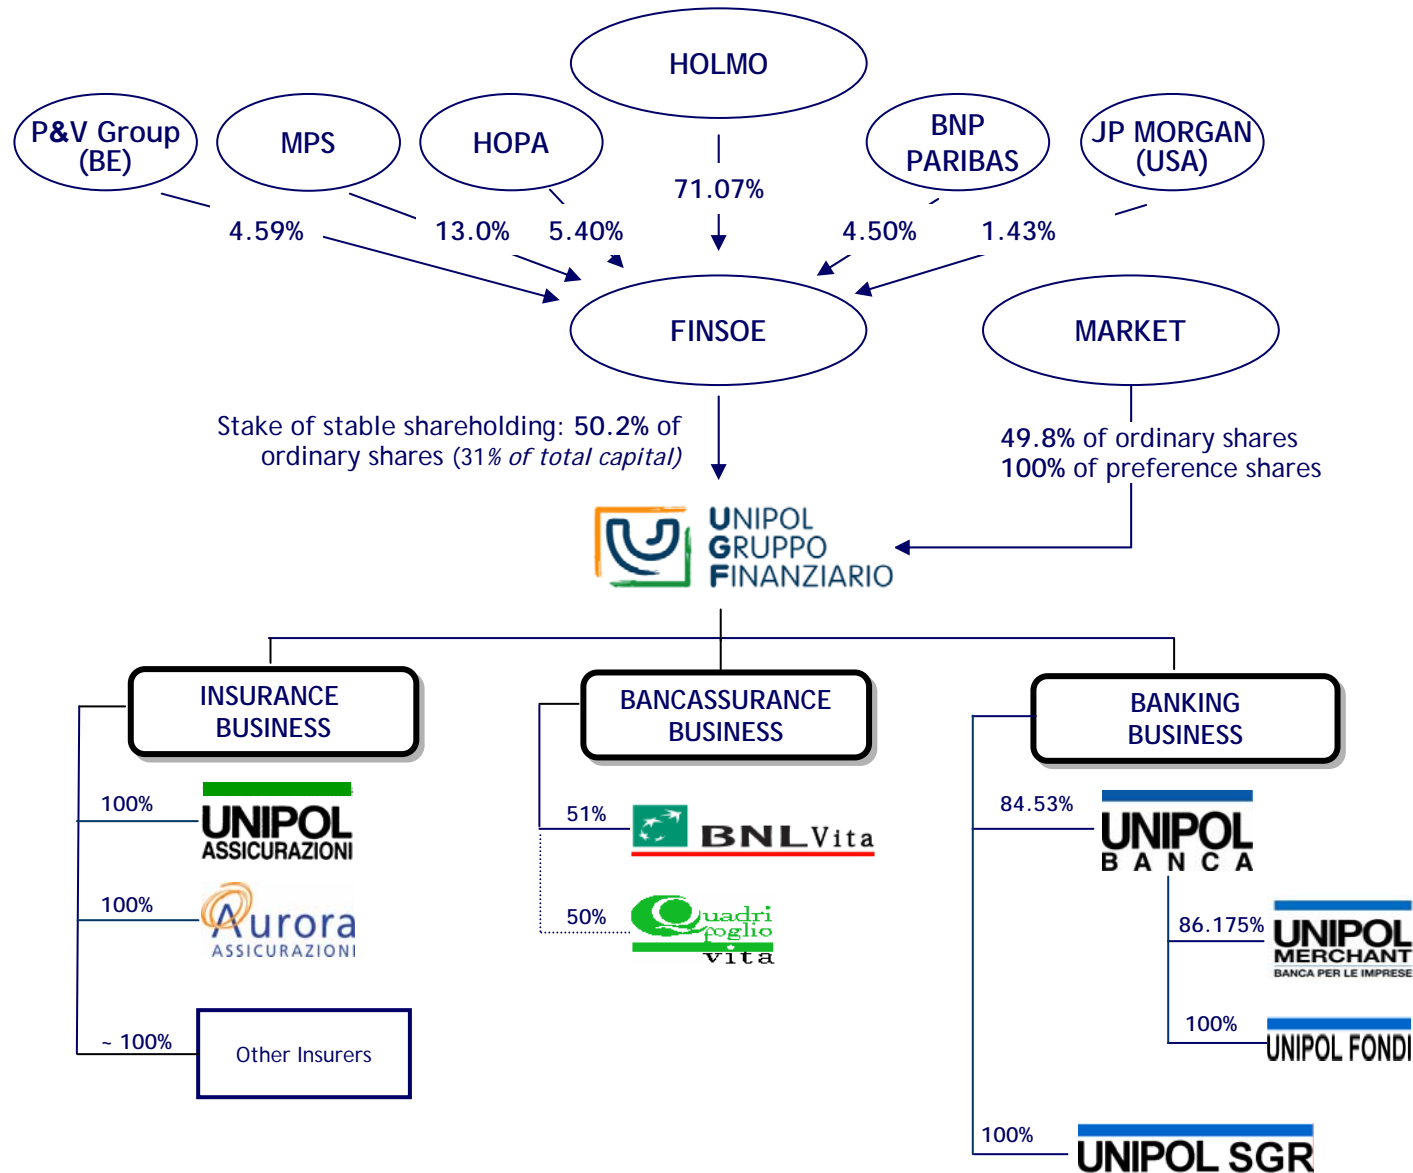 HOLMO
P&V Group
(BE)
MPS
HOPA
BNP
PARIBAS
JP MORGAN
(USA)
71.07%
4.59%
13.0%
5.40%
4.50%
1.43%
FINSOE
MARKET
Stake of stable shareholding: 50.2% of
ordinary shares (31% of total capital)
49.8% of ordinary shares
100% of preference shares
UNIPOL
GRUPPO
FINANZIARIO
INSURANCE
BUSINESS
BANCASSURANCE
BUSINESS
BANKING
BUSINESS
100%
UNIPOL
ASSICURAZIONI
100%
Aurora
ASSICURAZIONI
~ 100%
Other Insurers
51%
BNL Vita
50%
Quadri
foglio
vita
84.53%
UNIPOL
BANCA
86.175%
UNIPOL
MERCHANT
BANCA PER LE IMPRESE
100%
UNIPOL FONDI
100%
UNIPOL SGR